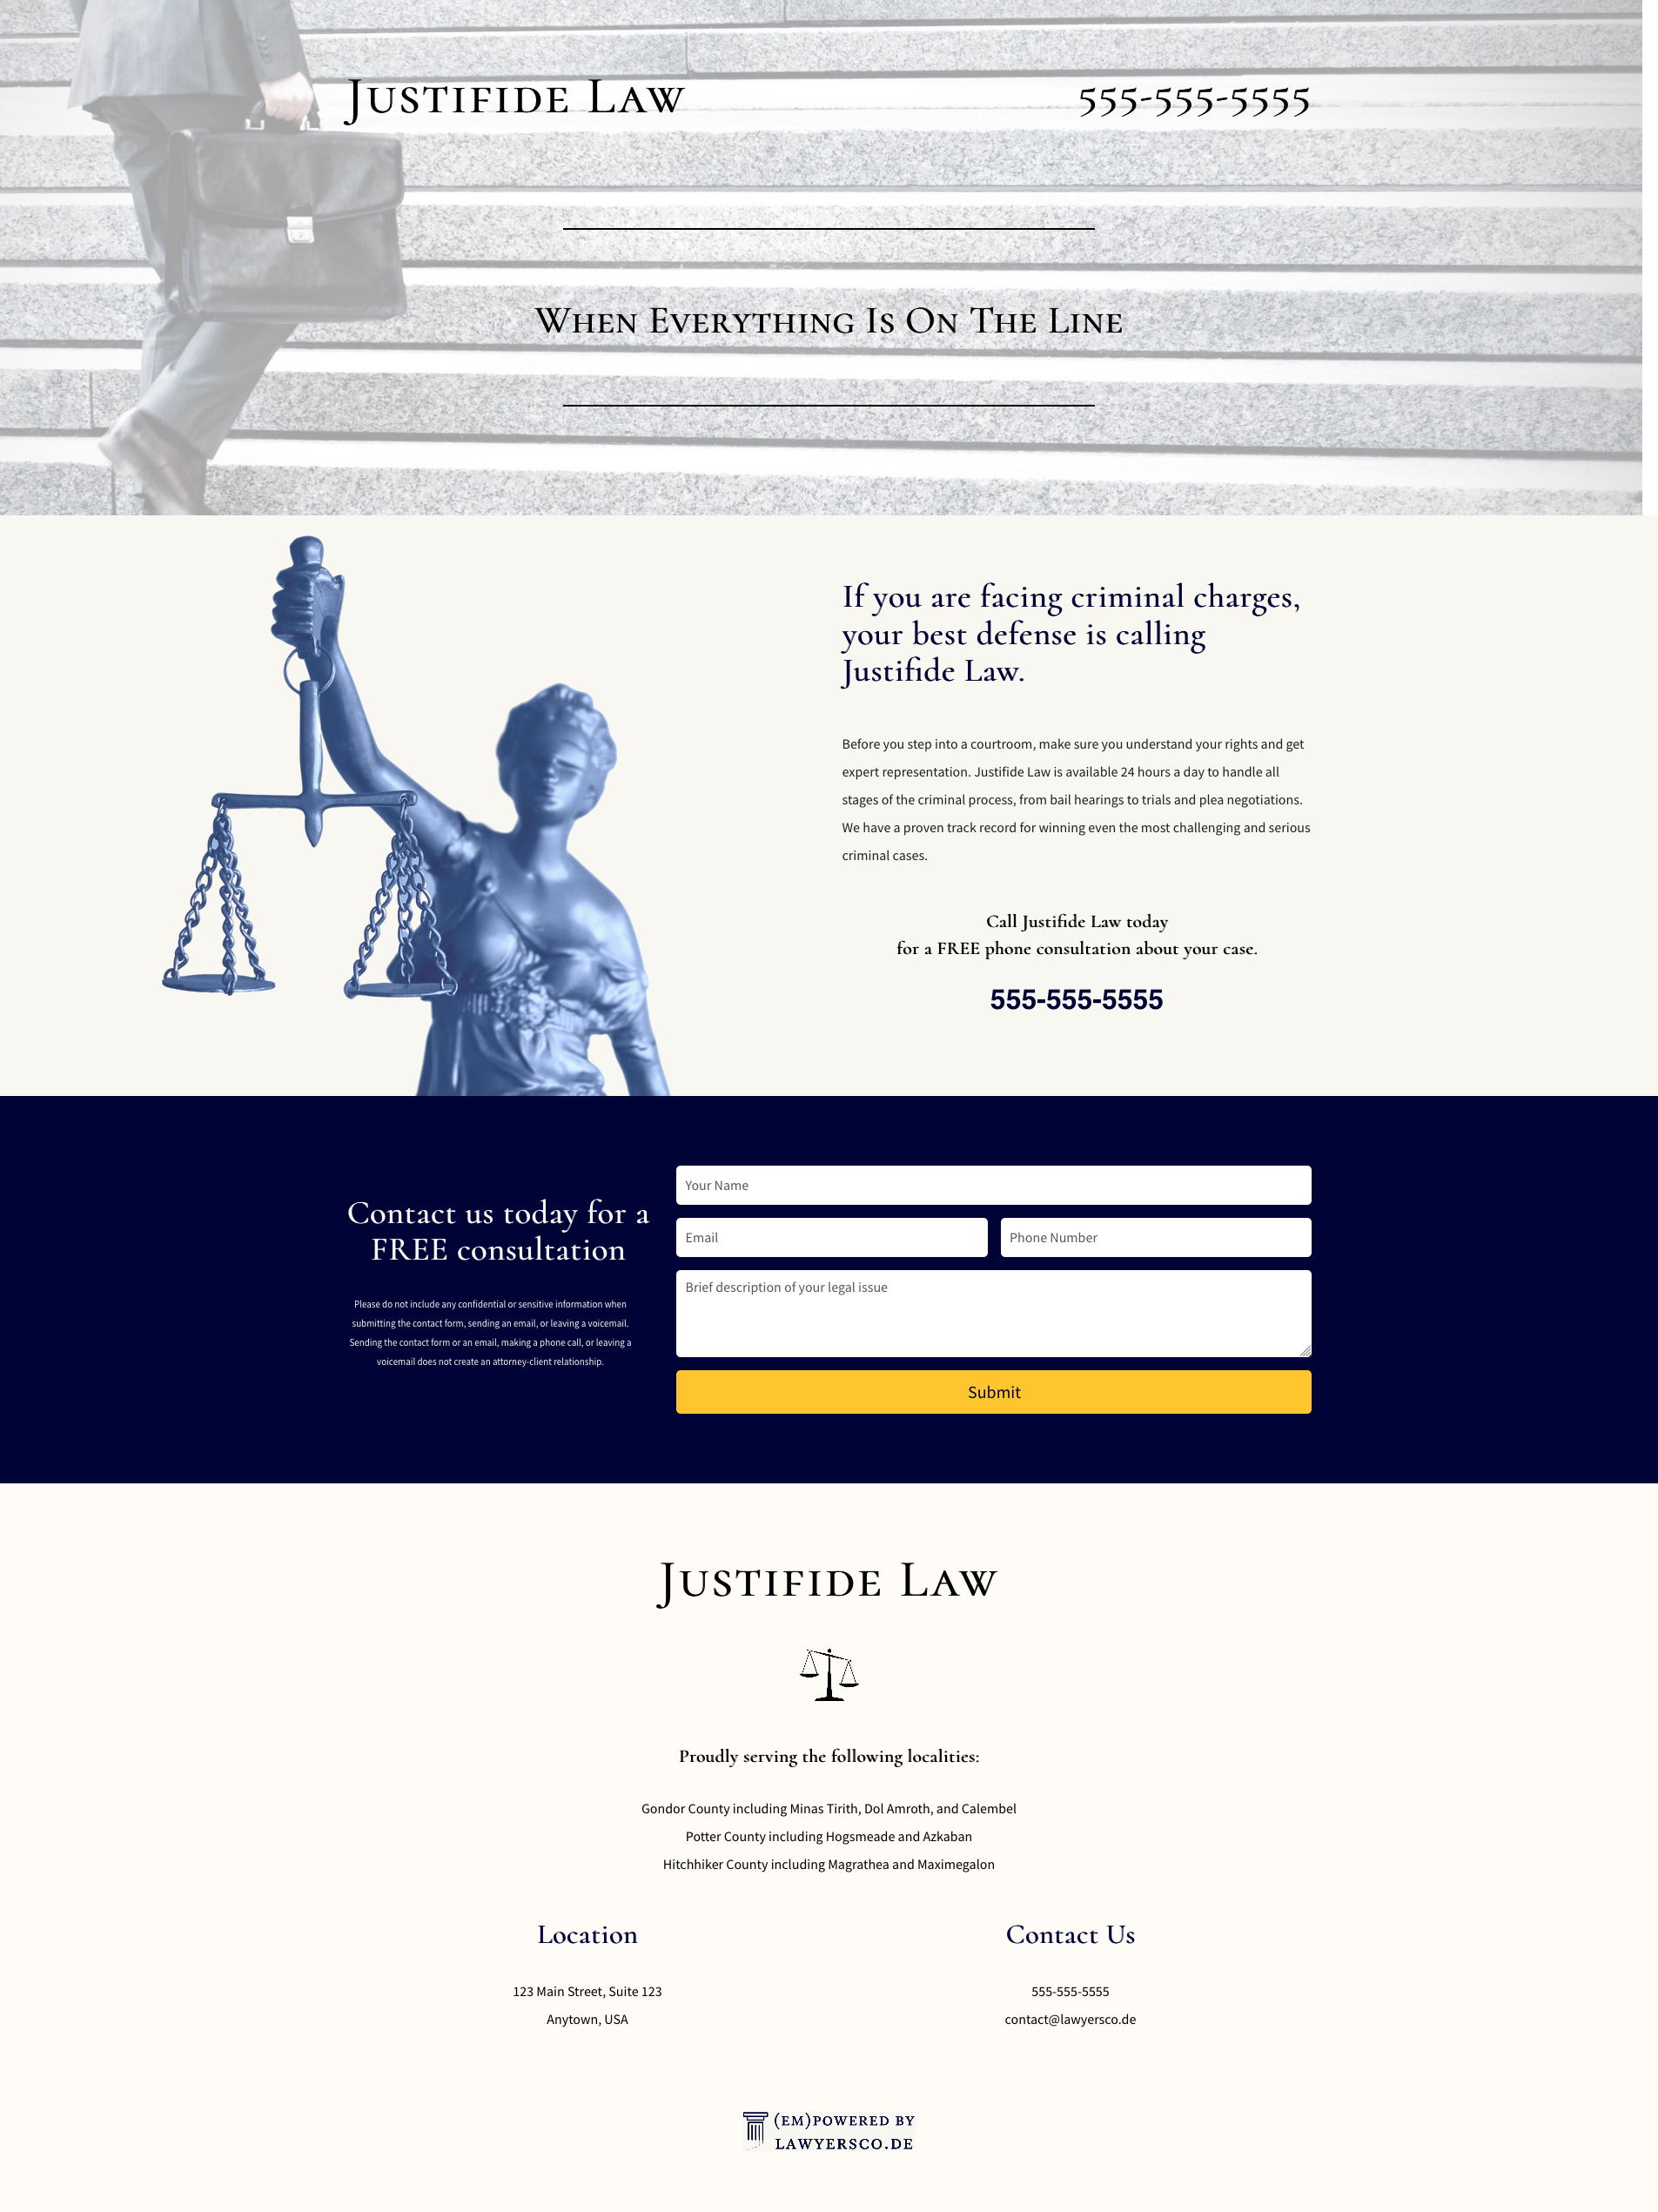 Justifide Law
555-555-5555
When Everything Is On The Line
If you are facing criminal charges,
your best defense is calling
Justifide Law.
Before you step into a courtroom, make sure you understand your rights and get
expert representation. Justifide Law is available 24 hours a day to handle all
stages of the criminal process, from bail hearings to trials and plea negotiations.
We have a proven track record for winning even the most challenging and serious
criminal cases.
Call Justifide Law today
for a FREE phone consultation about your case.
555-555-5555
Contact us today for a
FREE consultation
Please do not include any confidential or sensitive information when
submitting the contact form, sending an email, or leaving a voicemail.
Sending the contact form or an email, making a phone call, or leaving a
voicemail does not create an attorney-client relationship.
Your Name
Email
Phone Number
Brief description of your legal issue
Submit
Justifide Law
Proudly serving the following localities:
Gondor County including Minas Tirith, Dol Amroth, and Calembel
Potter County including Hogsmeade and Azkaban
Hitchhiker County including Magrathea and Maximegalon
Location
123 Main Street, Suite 123
Anytown, USA
Contact Us
555-555-5555
contact@lawyersco.de
(EM)POWERED BY
LAWYERSCO.DE